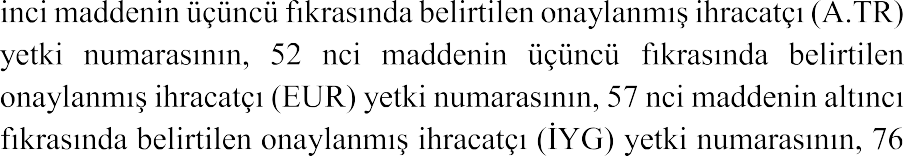 inci maddenin üçüncü fıkrasında belirtilen onaylanmış ihracatçı (A.TR)
yetki numarasının, 52 nci maddenin üçüncü fıkrasında belirtilen
onaylanmış ihracatçı (EUR) yetki numarasının, 57 nci maddenin altıncı
fıkrasında belirtilen onaylanmış ihracatçı (İYG) yetki numarasının, 76